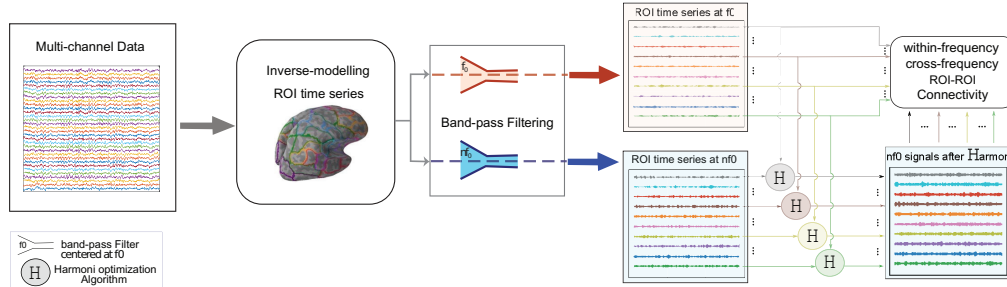 Multi-channel Data
Inverse-modelling
ROI time series
f0
Band-pass Filtering
nf0
ROI time series at f0
ROI time series at nf0
H
H
H
H
within-frequency
cross-frequency
ROI-ROI
Connectivity
...
...
nf0 signals after Harmoni
f0
band-pass Filter
centered at f0
H
Harmoni optimization
Algorithm